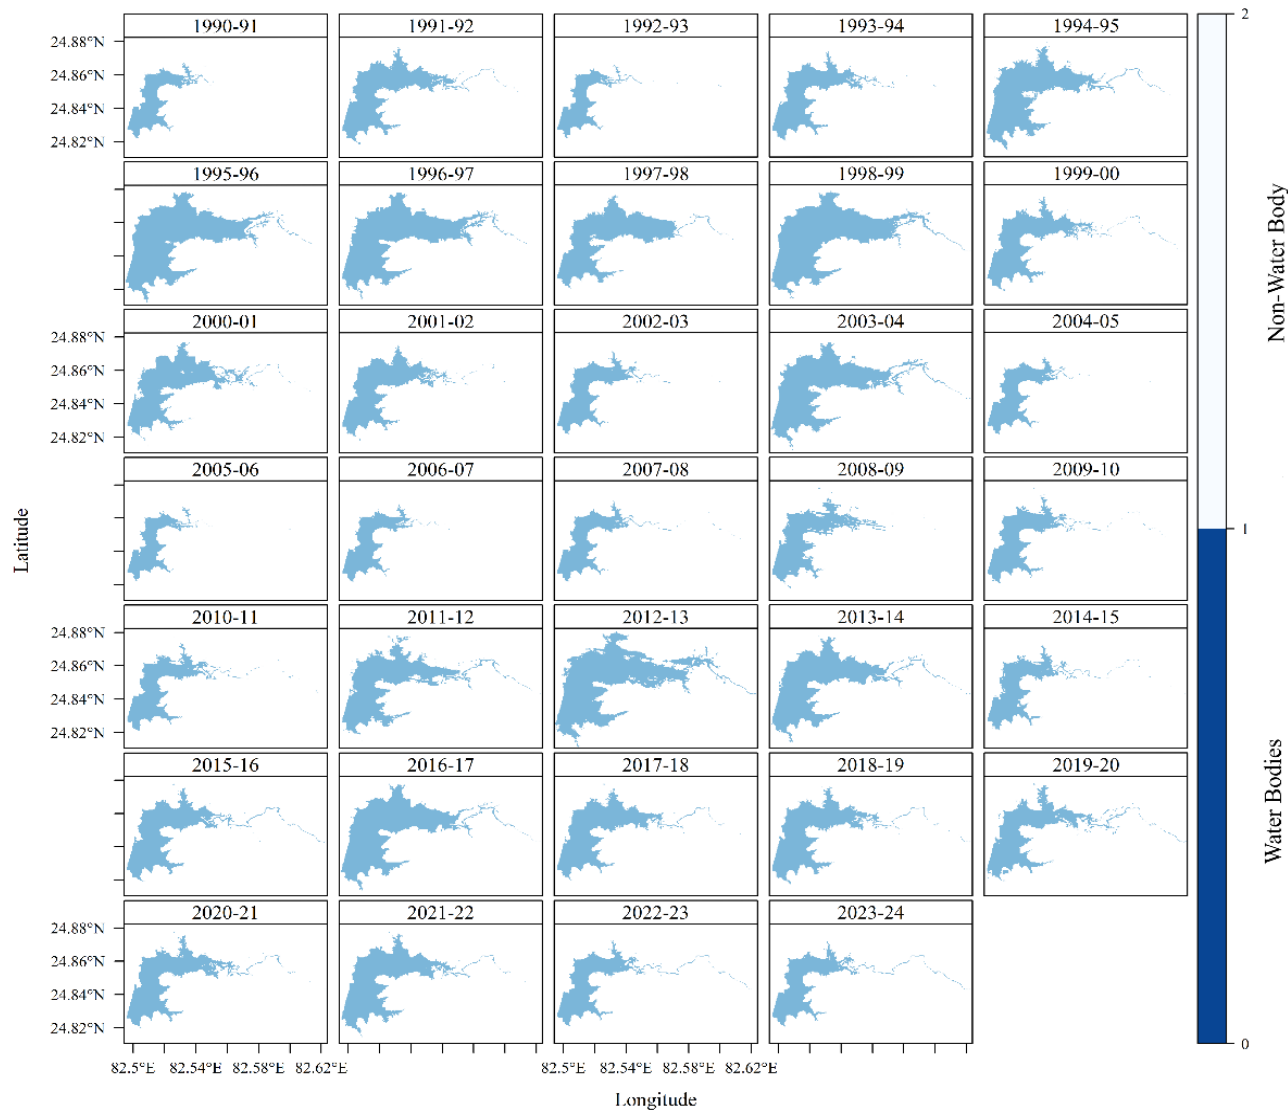 1990-91 1991-92 1992-93 1993-94 1994-95
24.88°N
24.86°N
24.84°N
24.82°N
1995-96 1996-97 1997-98 1998-99 1999-00
2000-01 2001-02 2002-03 2003-04 2004-05
24.88°N
24.86°N
24.84°N
24.82°N
2005-06 2006-07 2007-08 2008-09 2009-10
2010-11 2011-12 2012-13 2013-14 2014-15
24.88°N
24.86°N
24.84°N
24.82°N
2015-16 2016-17 2017-18 2018-19 2019-20
2020-21 2021-22 2022-23 2023-24
24.88°N
24.86°N
24.84°N
24.82°N
82.5°E 82.54°E 82.58°E 82.62°E 82.5°E 82.54°E 82.58°E 82.62°E
Longitude
Latitude
2
1
0
Non-Water Body
Water Bodies